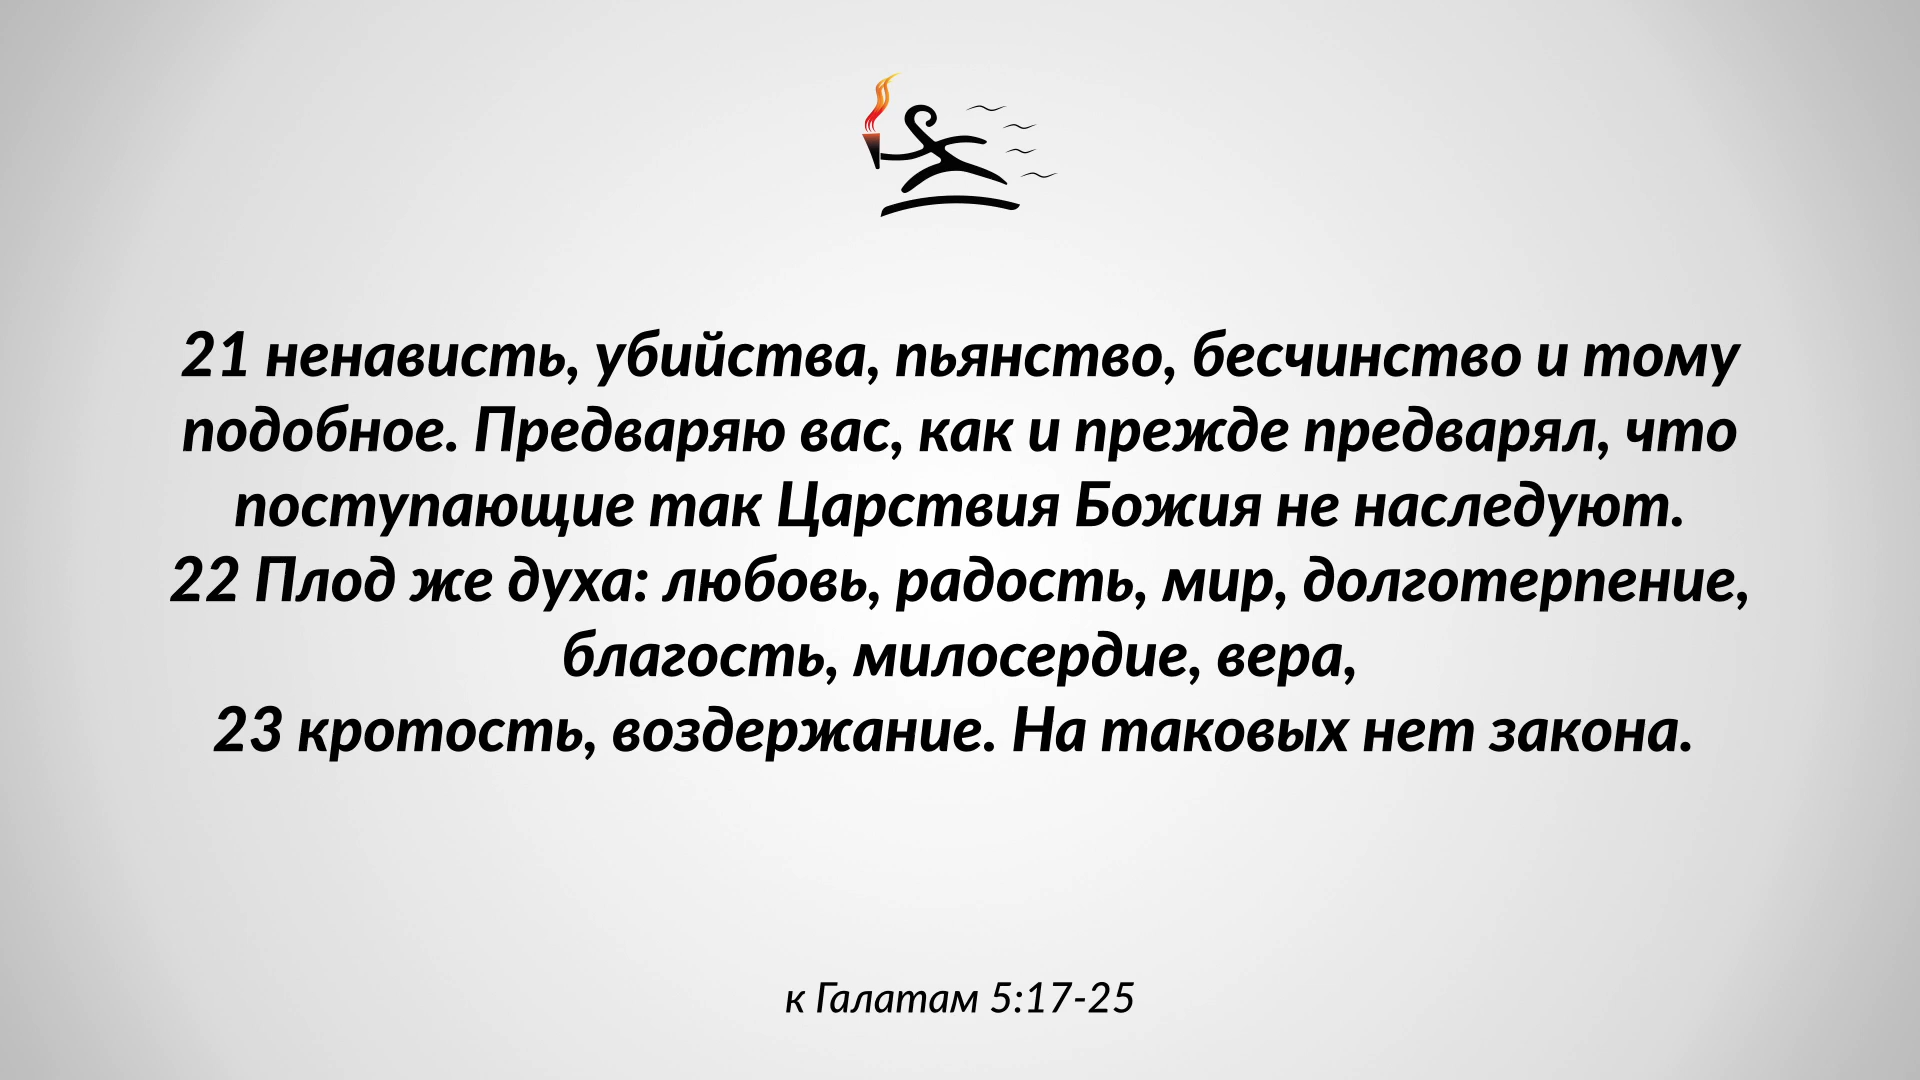 21 ненависть, убийства, пьянство, бесчинство и тому
подобное. Предваряю вас, как и прежде предварял, что
поступающие так Царствия Божия не наследуют.
22 Плод же духа: любовь, радость, мир, долготерпение,
благость, милосердие, вера,
23 кротость, воздержание. На таковых нет закона.
к Галатам 5:17-25